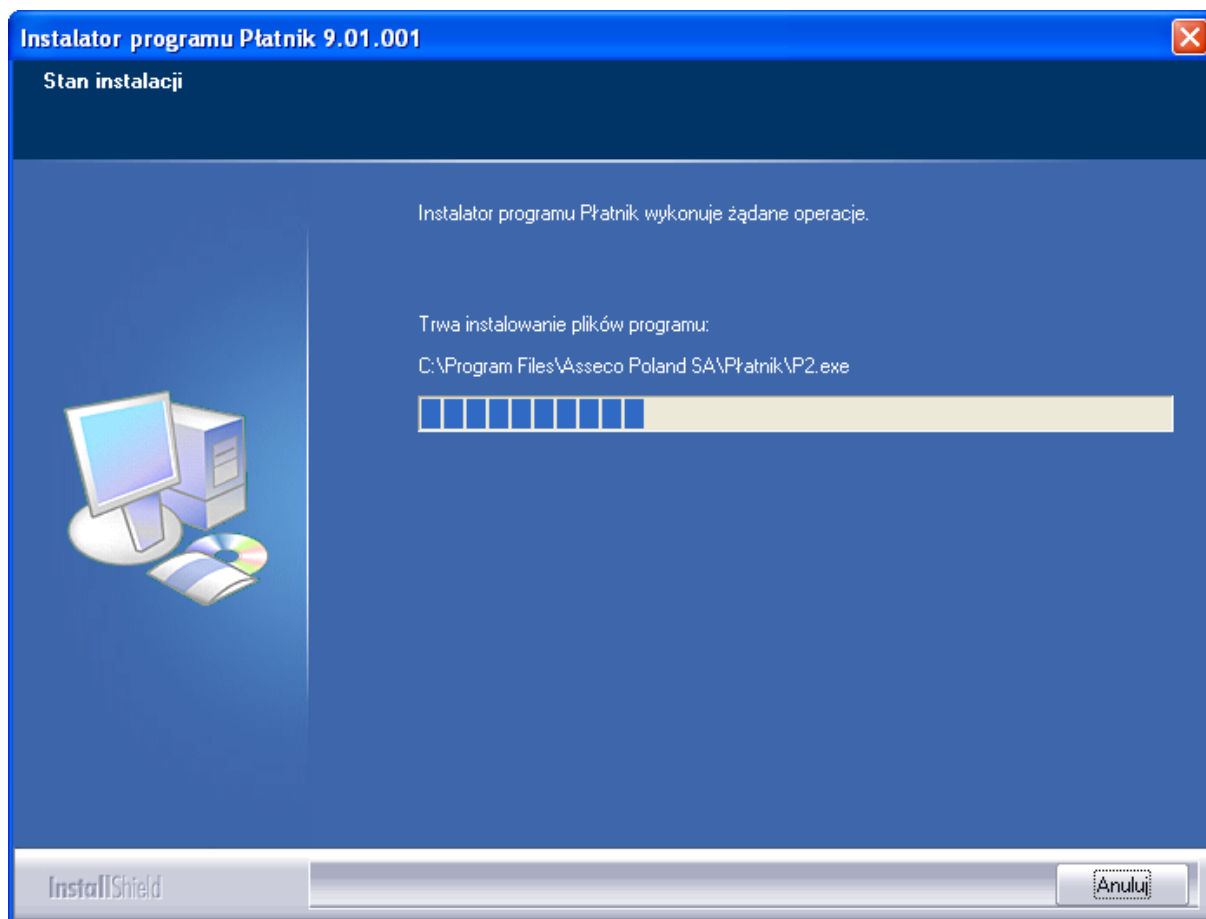 Instalator programu Płatnik 9.01.001
Stan instalacji
Instalator programu Płatnik wykonuje żądane operacje.
Trwa instalowanie plików programu:
C:\Program Files\Asseco Poland SA\Płatnik\P2.exe
InstallShield
Anuluj